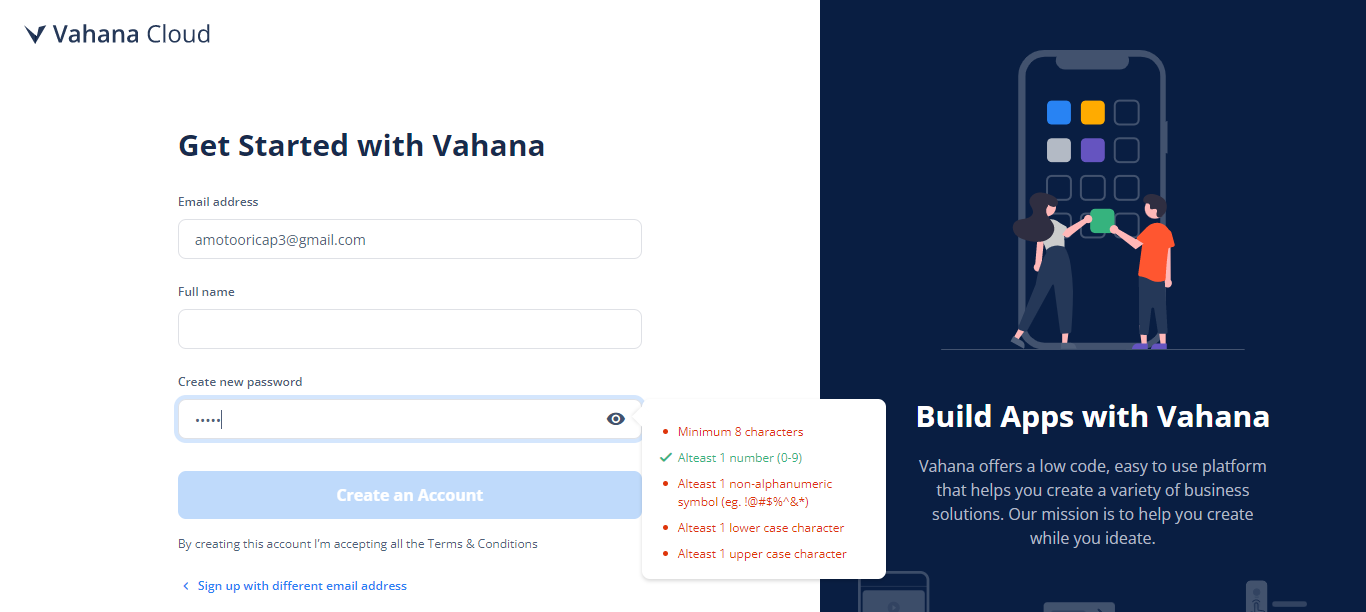 Vahana Cloud
Get Started with Vahana
Email address
amotooricap3@gmail.com
Full name
Create new password
•••••
Minimum 8 characters
Alteast 1 number (0-9)
Alteast 1 non-alphanumeric
symbol (eg. !@#$%^&*)
Alteast 1 lower case character
Alteast 1 upper case character
Create an Account
By creating this account I'm accepting all the Terms & Conditions
Sign up with different email address
Build Apps with Vahana
Vahana offers a low code, easy to use platform
that helps you create a variety of business
solutions. Our mission is to help you create
while you ideate.